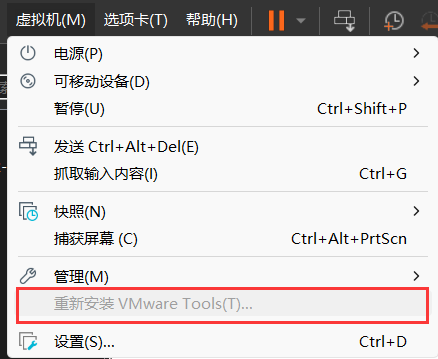 虚拟机(M) 选项卡(T) 帮助(H)
电源(P)
可移动设备(D)
暂停(U) Ctrl+Shift+P
发送 Ctrl+Alt+Del(E)
抓取输入内容(I) Ctrl+G
快照(N)
捕获屏幕 (C) Ctrl+Alt+PrtScn
管理(M)
重新安装 VMware Tools(T)...
设置(S)... Ctrl+D